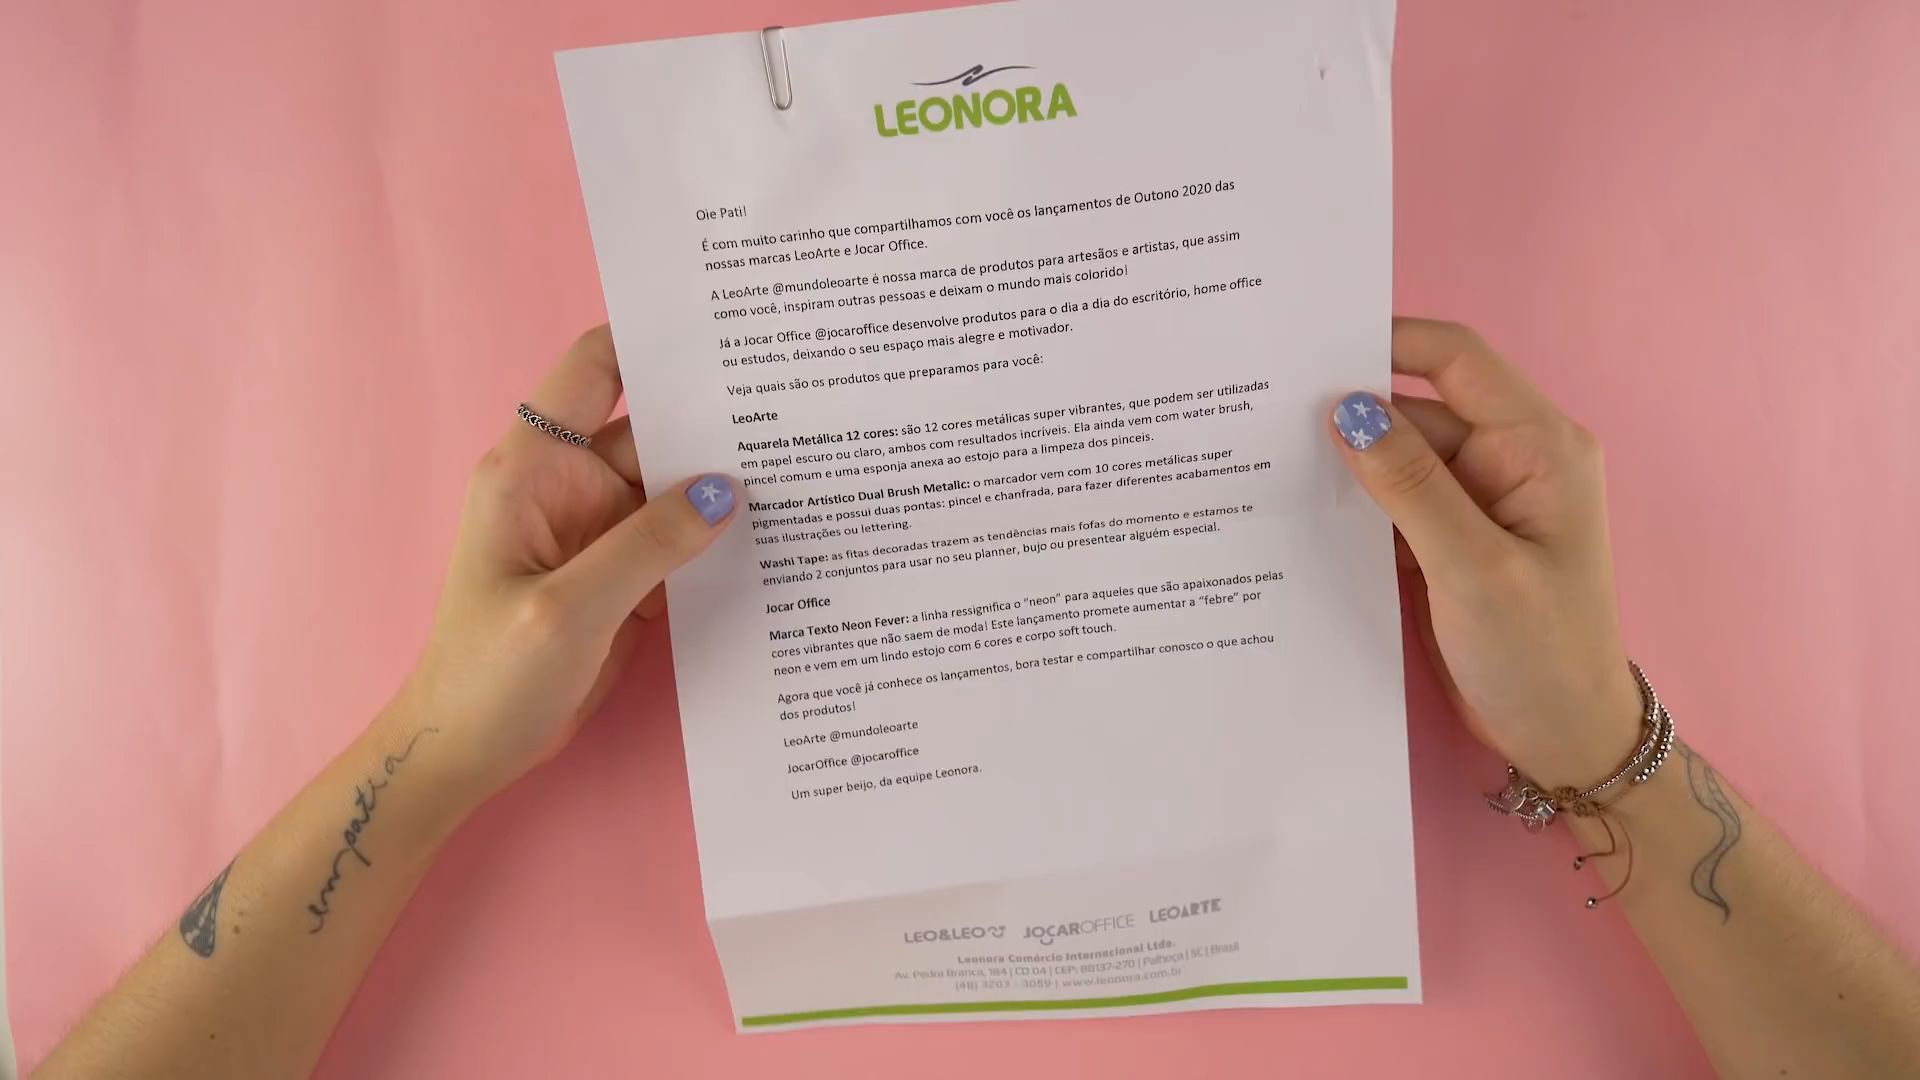 LEONORA
Oie Pati!
É com muito carinho que compartilhamos com você os lançamentos de Outono 2020 das
nossas marcas LeoArte e Jocar Office.
A LeoArte @mundoleoarte é nossa marca de produtos para artesãos e artistas, que assim
como você, inspiram outras pessoas e deixam o mundo mais colorido!
Já a Jocar Office @jocaroffice desenvolve produtos para o dia a dia do escritório, home office
ou estudos, deixando o seu espaço mais alegre e motivador.
Veja quais são os produtos que preparamos para você:
LeoArte
Aquarela Metálica 12 cores: são 12 cores metálicas super vibrantes, que podem ser utilizadas
em papel escuro ou claro, ambos com resultados incríveis. Ela ainda vem com water brush,
pincel comum e uma esponja anexa ao estojo para a limpeza dos pinceis.
Marcador Artístico Dual Brush Metalic: o marcador vem com 10 cores metálicas super
pigmentadas e possui duas pontas: pincel e chanfrada, para fazer diferentes acabamentos em
suas ilustrações ou lettering.
Washi Tape: as fitas decoradas trazem as tendências mais fofas do momento e estamos te
enviando 2 conjuntos para usar no seu planner, bujo ou presentear alguém especial.
Jocar Office
Marca Texto Neon Fever: a linha ressignifica o “neon” para aqueles que são apaixonados pelas
cores vibrantes que não saem de moda! Este lançamento promete aumentar a “febre” por
neon e vem em um lindo estojo com 6 cores e corpo soft touch.
Agora que você já conhece os lançamentos, bora testar e compartilhar conosco o que achou
dos produtos!
LeoArte @mundoleoarte
JocarOffice @jocaroffice
Um super beijo, da equipe Leonora.
LEO&LEO JOCAROFFICE LEOARTE
Leonora Comércio Internacional Ltda.
Av. Pedra Branca, 184 | CD 04 | CEP: 88137-270 | Palhoça | SC | Brasil
(48) 3203 - 3059 | www.leonora.com.br
empatia